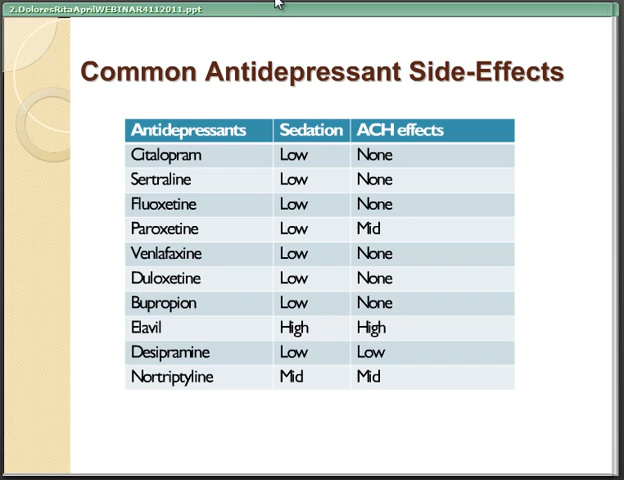 2.DoloresRitaAprilWEBINAR4112011.ppt
Common Antidepressant Side-Effects
Antidepressants Sedation ACH effects
Citalopram Low None
Sertraline Low None
Fluoxetine Low None
Paroxetine Low Mid
Venlafaxine Low None
Duloxetine Low None
Bupropion Low None
Elavil High High
Desipramine Low Low
Nortriptyline Mid Mid